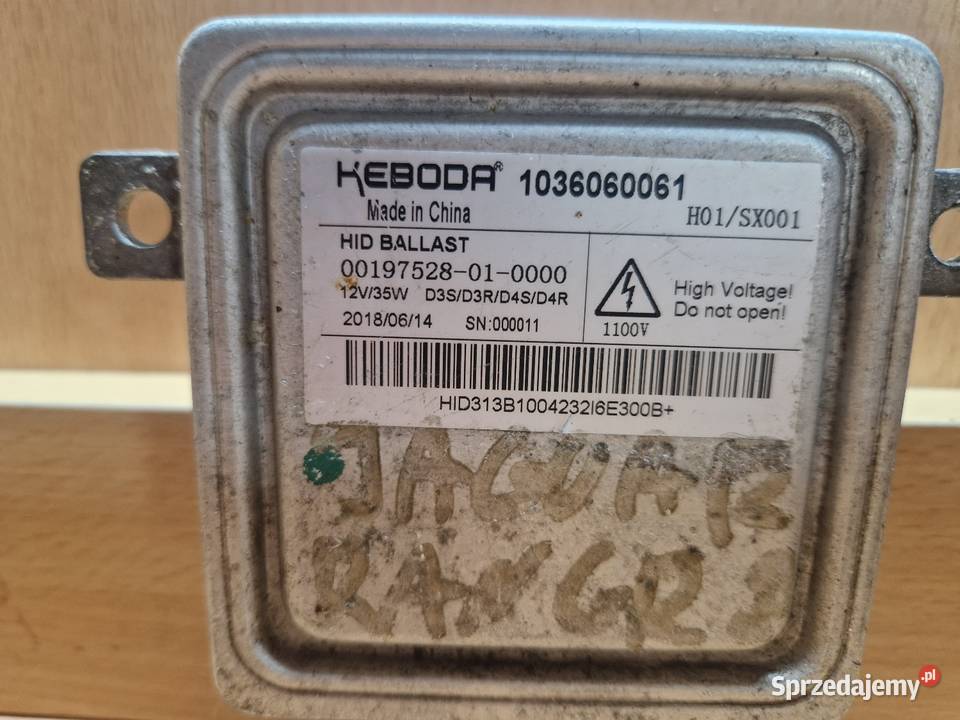 KEBODA® 1036060061
Made in China H01/SX001
HID BALLAST
00197528-01-0000
12V/35W D3S/D3R/D4S/D4R
2018/06/14 SN:000011
High Voltage!
Do not open!
1100V
HID313B1004232I6E300B+
JAGUAR
Sprzedajemy.pl